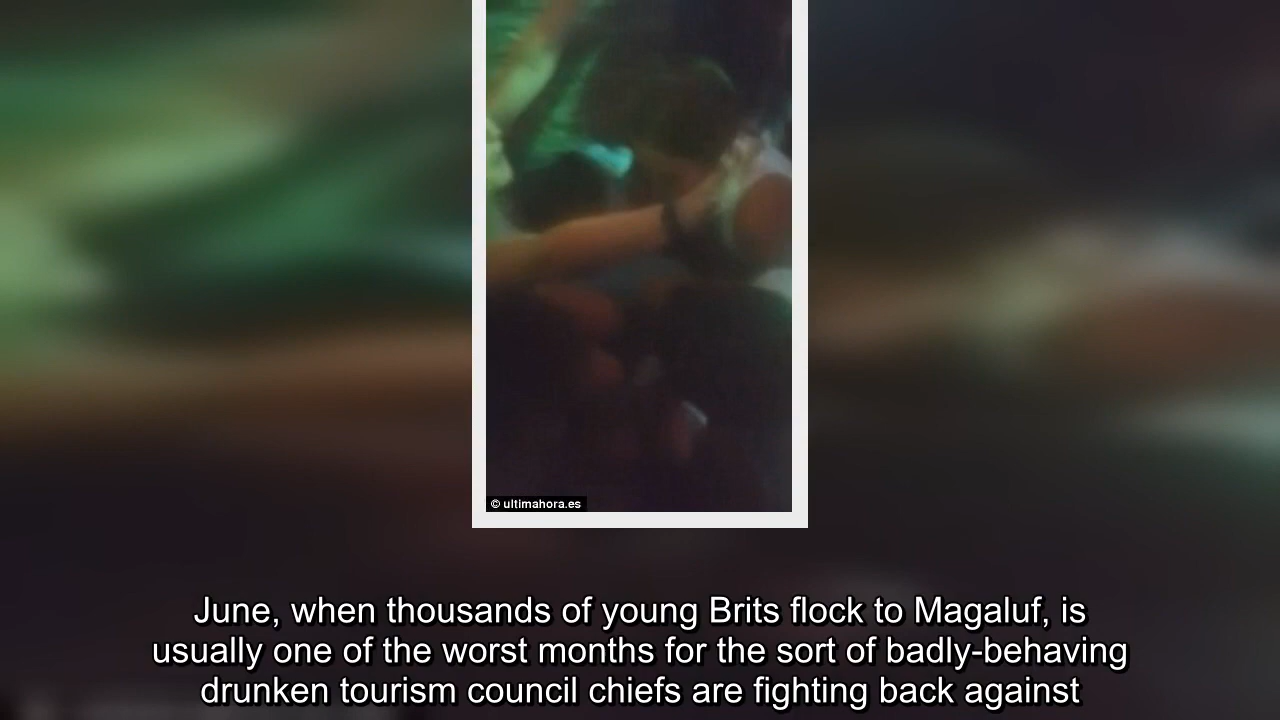 © ultimahora.es
June, when thousands of young Brits flock to Magaluf, is
usually one of the worst months for the sort of badly-behaving
drunken tourism council chiefs are fighting back against